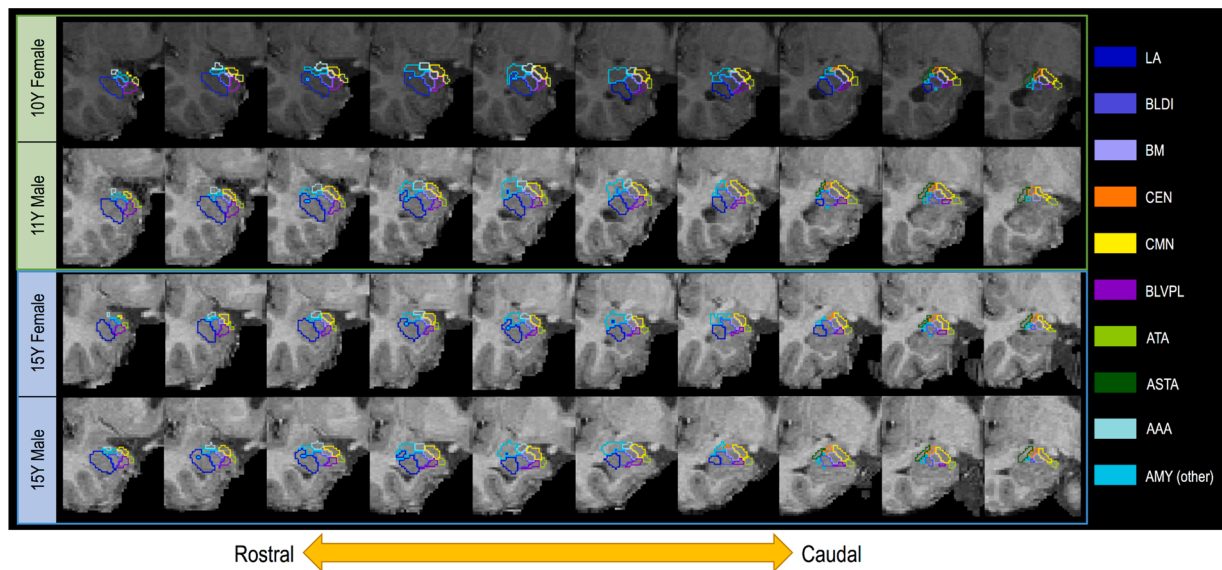 10Y Female
11Y Male
15Y Female
15Y Male
LA
BLDI
BM
CEN
CMN
BLVPL
ATA
ASTA
AAA
AMY (other)
Rostral
Caudal